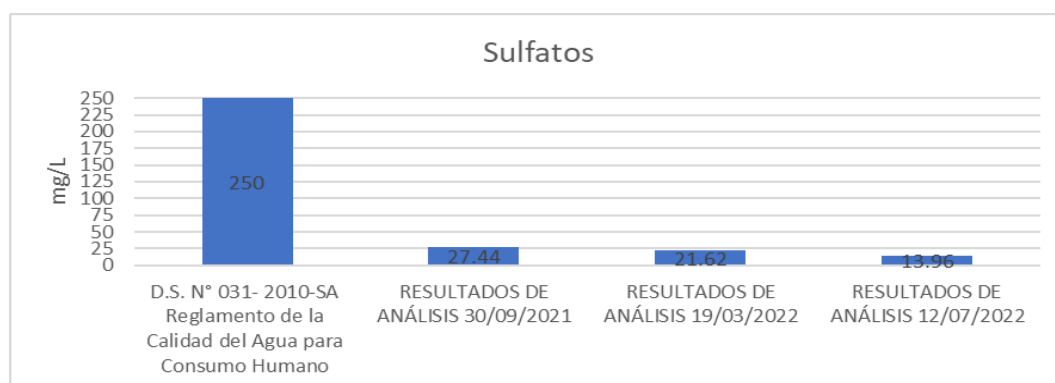 Sulfatos
mg/L
250
225
200
175
150
125
100
75
50
25
0
250
27.44
21.62
13.96
D.S. N° 031- 2010-SA
Reglamento de la
Calidad del Agua para
Consumo Humano
RESULTADOS DE
ANÁLISIS 30/09/2021
RESULTADOS DE
ANÁLISIS 19/03/2022
RESULTADOS DE
ANÁLISIS 12/07/2022